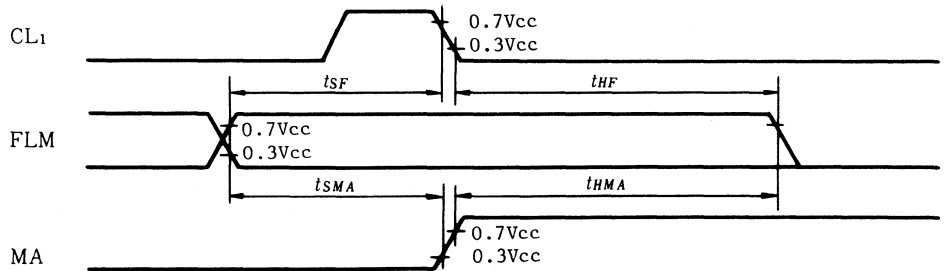 CL1
0.7Vcc
0.3Vcc
tSF
tHF
FLM
0.7Vcc
0.3Vcc
tSMA
tHMA
MA
0.7Vcc
0.3Vcc